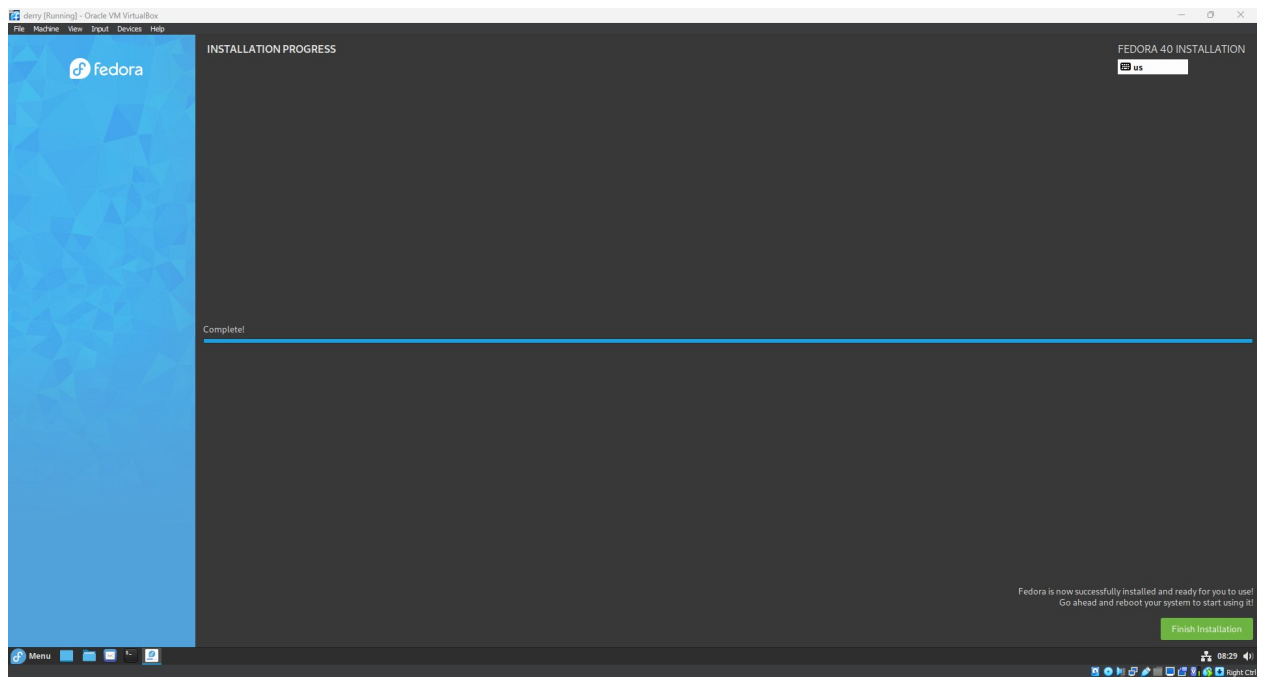 derry [Running] - Oracle VM VirtualBox
File Machine View Input Devices Help
fedora
INSTALLATION PROGRESS
FEDORA 40 INSTALLATION
us
Complete!
Fedora is now successfully installed and ready for you to use!
Go ahead and reboot your system to start using it!
Finish Installation
Menu
08:29
Right Ctrl